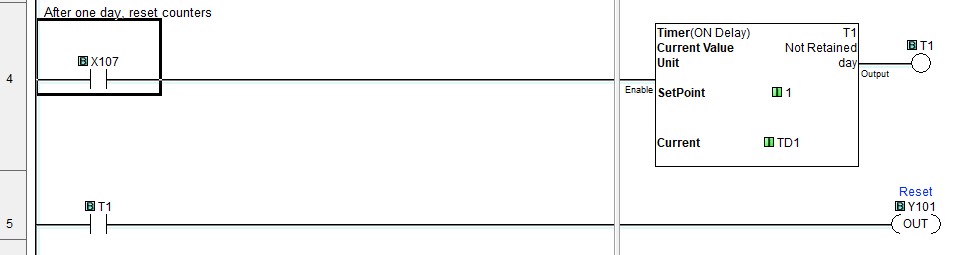 After one day, reset counters
4
B X107
Timer(ON Delay) T1
Current Value Not Retained
Unit day
Enable SetPoint I 1
Current I TD1
B T1
Output
5
B T1
Reset
B Y101
OUT